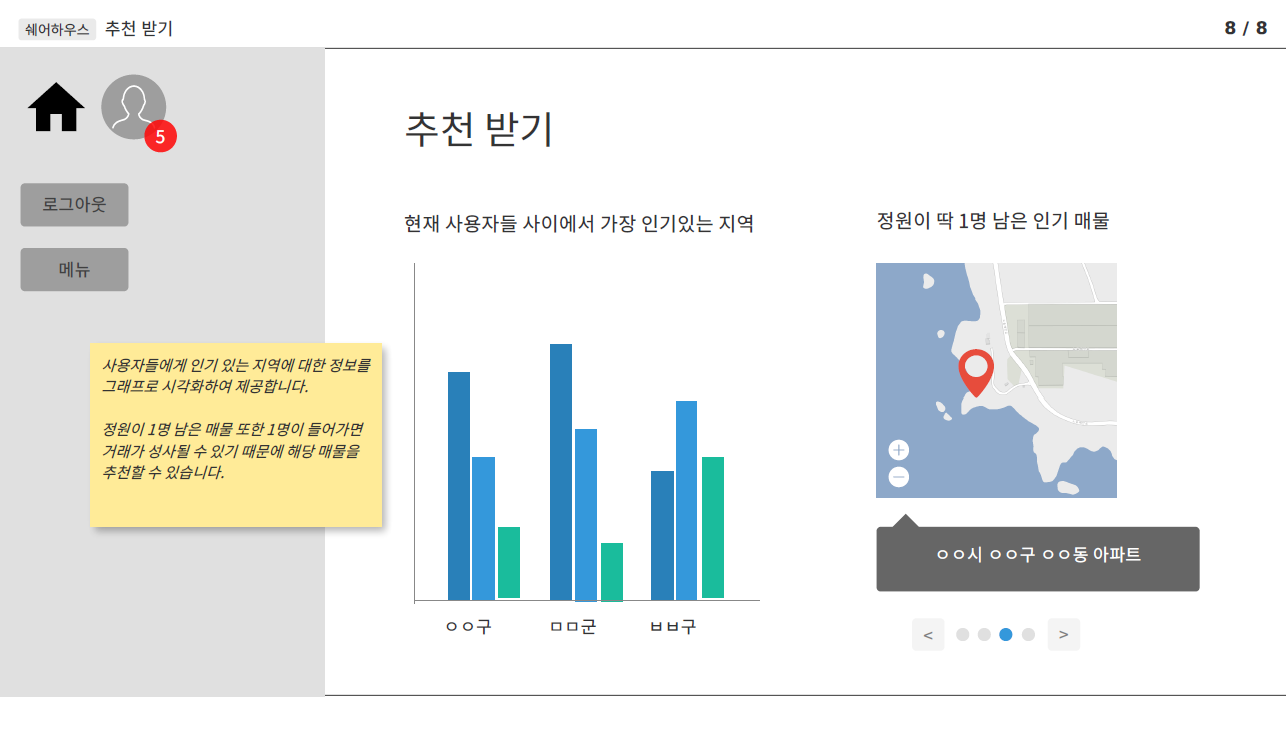 쉐어하우스 추천 받기
8 / 8
5
로그아웃
메뉴
사용자들에게 인기 있는 지역에 대한 정보를
그래프로 시각화하여 제공합니다.
정원이 1명 남은 매물 또한 1명이 들어가면
거래가 성사될 수 있기 때문에 해당 매물을
추천할 수 있습니다.
추천 받기
현재 사용자들 사이에서 가장 인기있는 지역
ㅇㅇ구
ㅁㅁ군
ㅂㅂ구
정원이 딱 1명 남은 인기 매물
ㅇㅇ시 ㅇㅇ구 ㅇㅇ동 아파트
< >